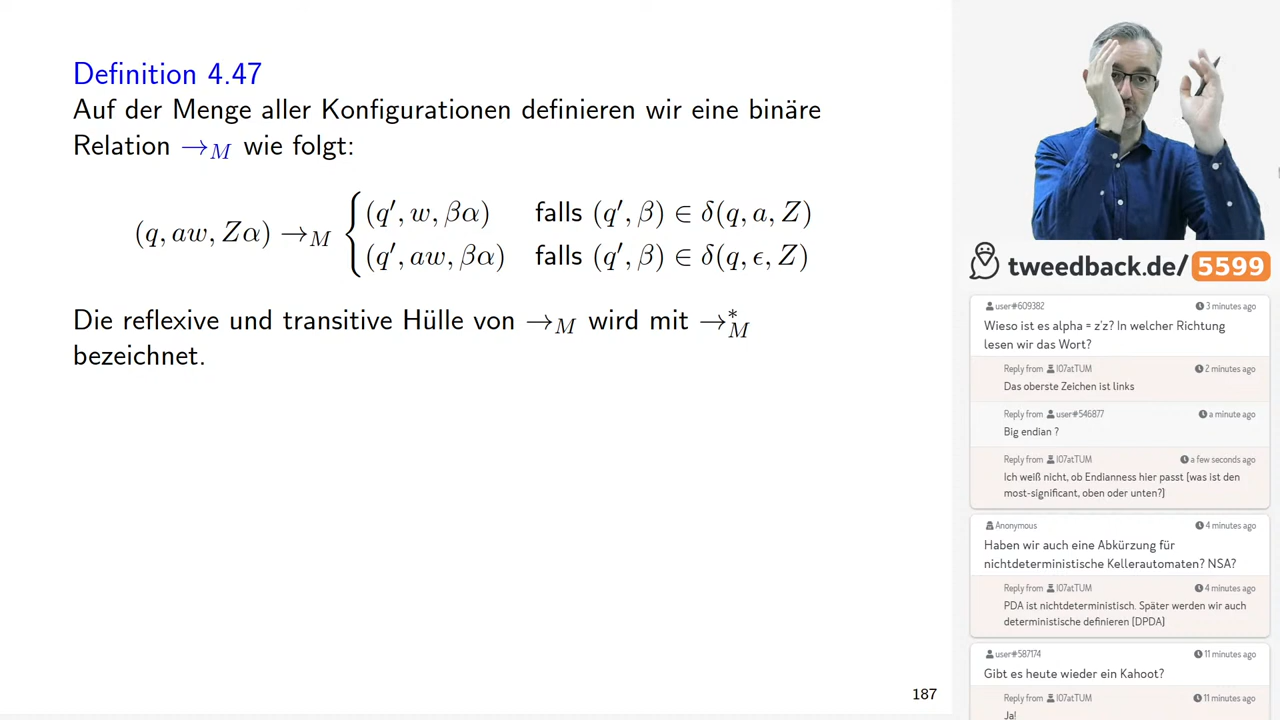 Definition 4.47
Auf der Menge aller Konfigurationen definieren wir eine binäre
Relation →_M wie folgt:
(q, aw, Zα) →_M { (q′, w, βα) falls (q′, β) ∈ δ(q, a, Z)
(q′, aw, βα) falls (q′, β) ∈ δ(q, ϵ, Z)
Die reflexive und transitive Hülle von →_M wird mit →*_M
bezeichnet.
187
tweedback.de/ 5599
user#609382 3 minutes ago
Wieso ist es alpha = z'z? In welcher Richtung
lesen wir das Wort?
Reply from I07atTUM 2 minutes ago
Das oberste Zeichen ist links
Reply from user#546877 a minute ago
Big endian ?
Reply from I07atTUM a few seconds ago
Ich weiß nicht, ob Endianness hier passt (was ist den
most-significant, oben oder unten?)
Anonymous 4 minutes ago
Haben wir auch eine Abkürzung für
nichtdeterministische Kellerautomaten? NSA?
Reply from I07atTUM 4 minutes ago
PDA ist nichtdeterministisch. Später werden wir auch
deterministische definieren (DPDA)
user#587174 11 minutes ago
Gibt es heute wieder ein Kahoot?
Reply from I07atTUM 11 minutes ago
Ja!